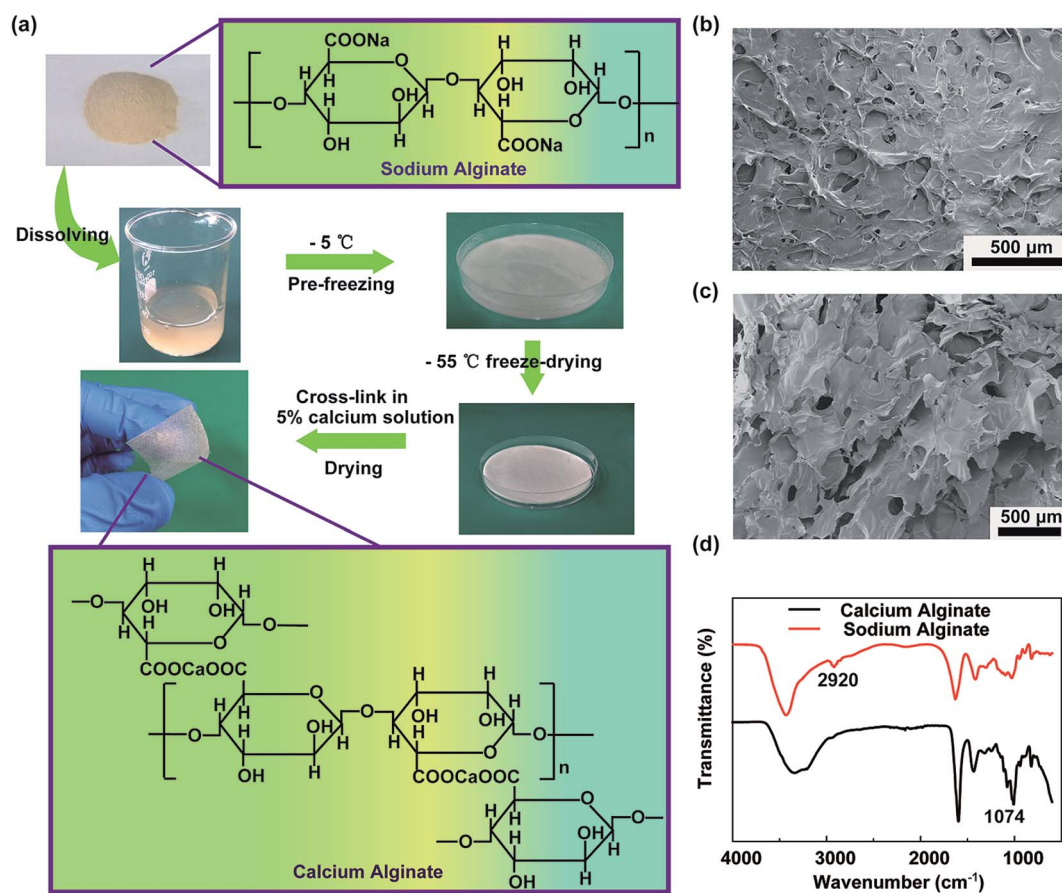 (a)
COONa
H
H
H
O
H
O
OH
H
OH
H
OH
H
H
O
H
O
n
OH
H
COONa
Sodium Alginate
Dissolving
- 5 ℃
Pre-freezing
- 55 ℃ freeze-drying
Cross-link in
5% calcium solution
Drying
H
H
H
OH
OH
O
H
H
O
O
COOCaOOC
H
H
H
O
H
O
OH
H
OH
H
OH
H
H
O
H
O
n
OH
H
COOCaOOC
H
H
O
H
O
OH
H
O
OH
H
Calcium Alginate
(b)
500 μm
(c)
500 μm
(d)
Calcium Alginate
Sodium Alginate
2920
1074
Transmittance (%)
4000
3000
2000
1000
Wavenumber (cm-1)